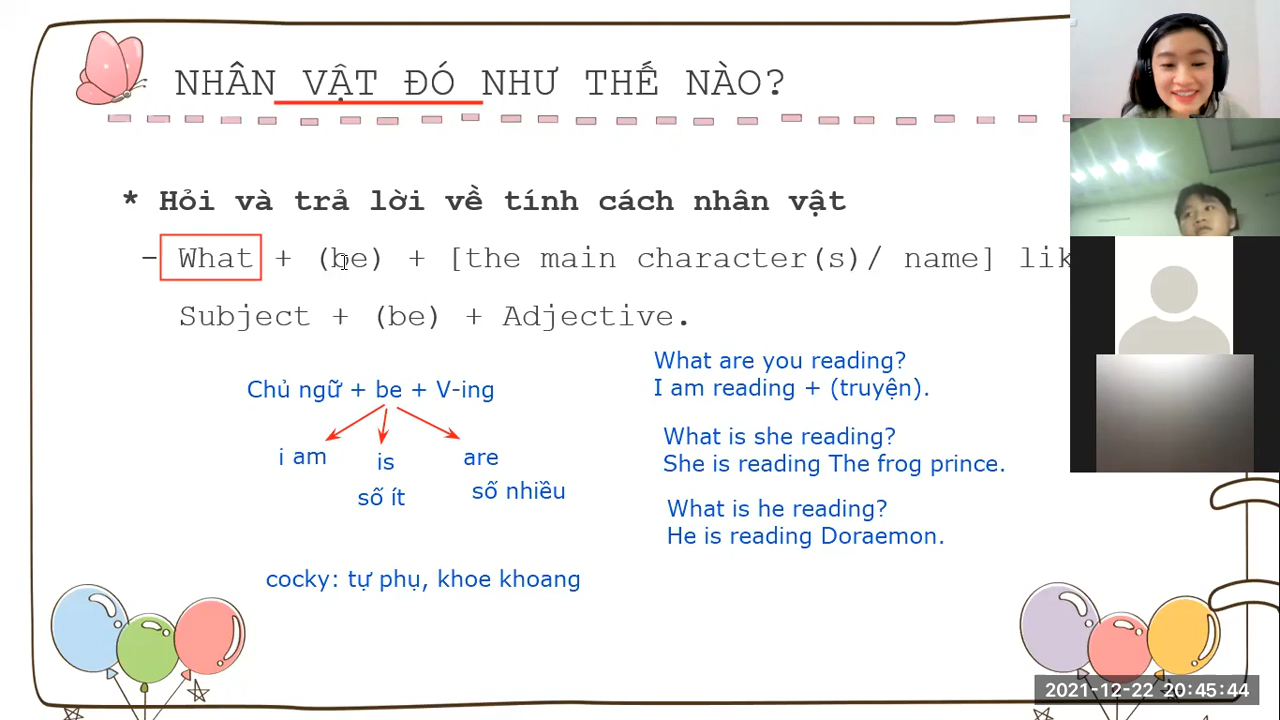 NHÂN VẬT ĐÓ NHƯ THẾ NÀO?
* Hỏi và trả lời về tính cách nhân vật
- What + (be) + [the main character(s)/ name] lik
Subject + (be) + Adjective.
Chủ ngữ + be + V-ing
i am
is
are
số ít
số nhiều
cocky: tự phụ, khoe khoang
What are you reading?
I am reading + (truyện).
What is she reading?
She is reading The frog prince.
What is he reading?
He is reading Doraemon.
2021-12-22 20:45:44